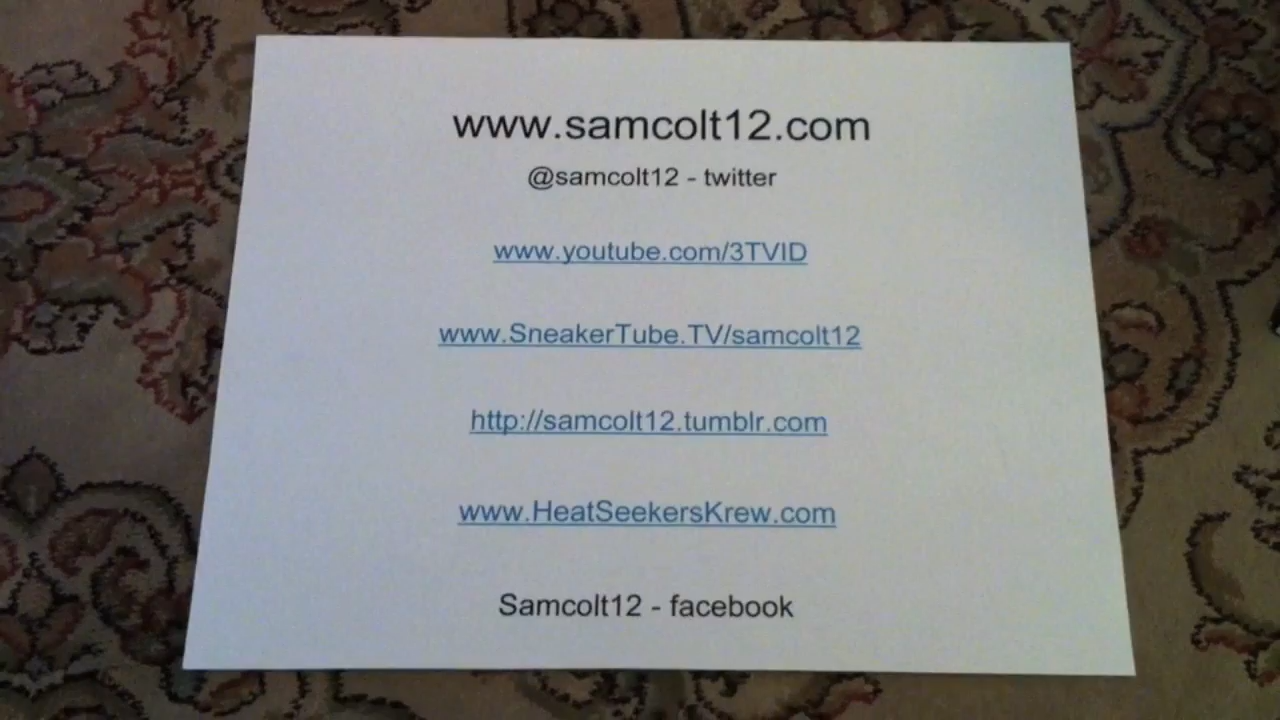 www.samcolt12.com
@samcolt12 - twitter
www.youtube.com/3TVID
www.SneakerTube.TV/samcolt12
http://samcolt12.tumblr.com
www.HeatSeekersKrew.com
Samcolt12 - facebook